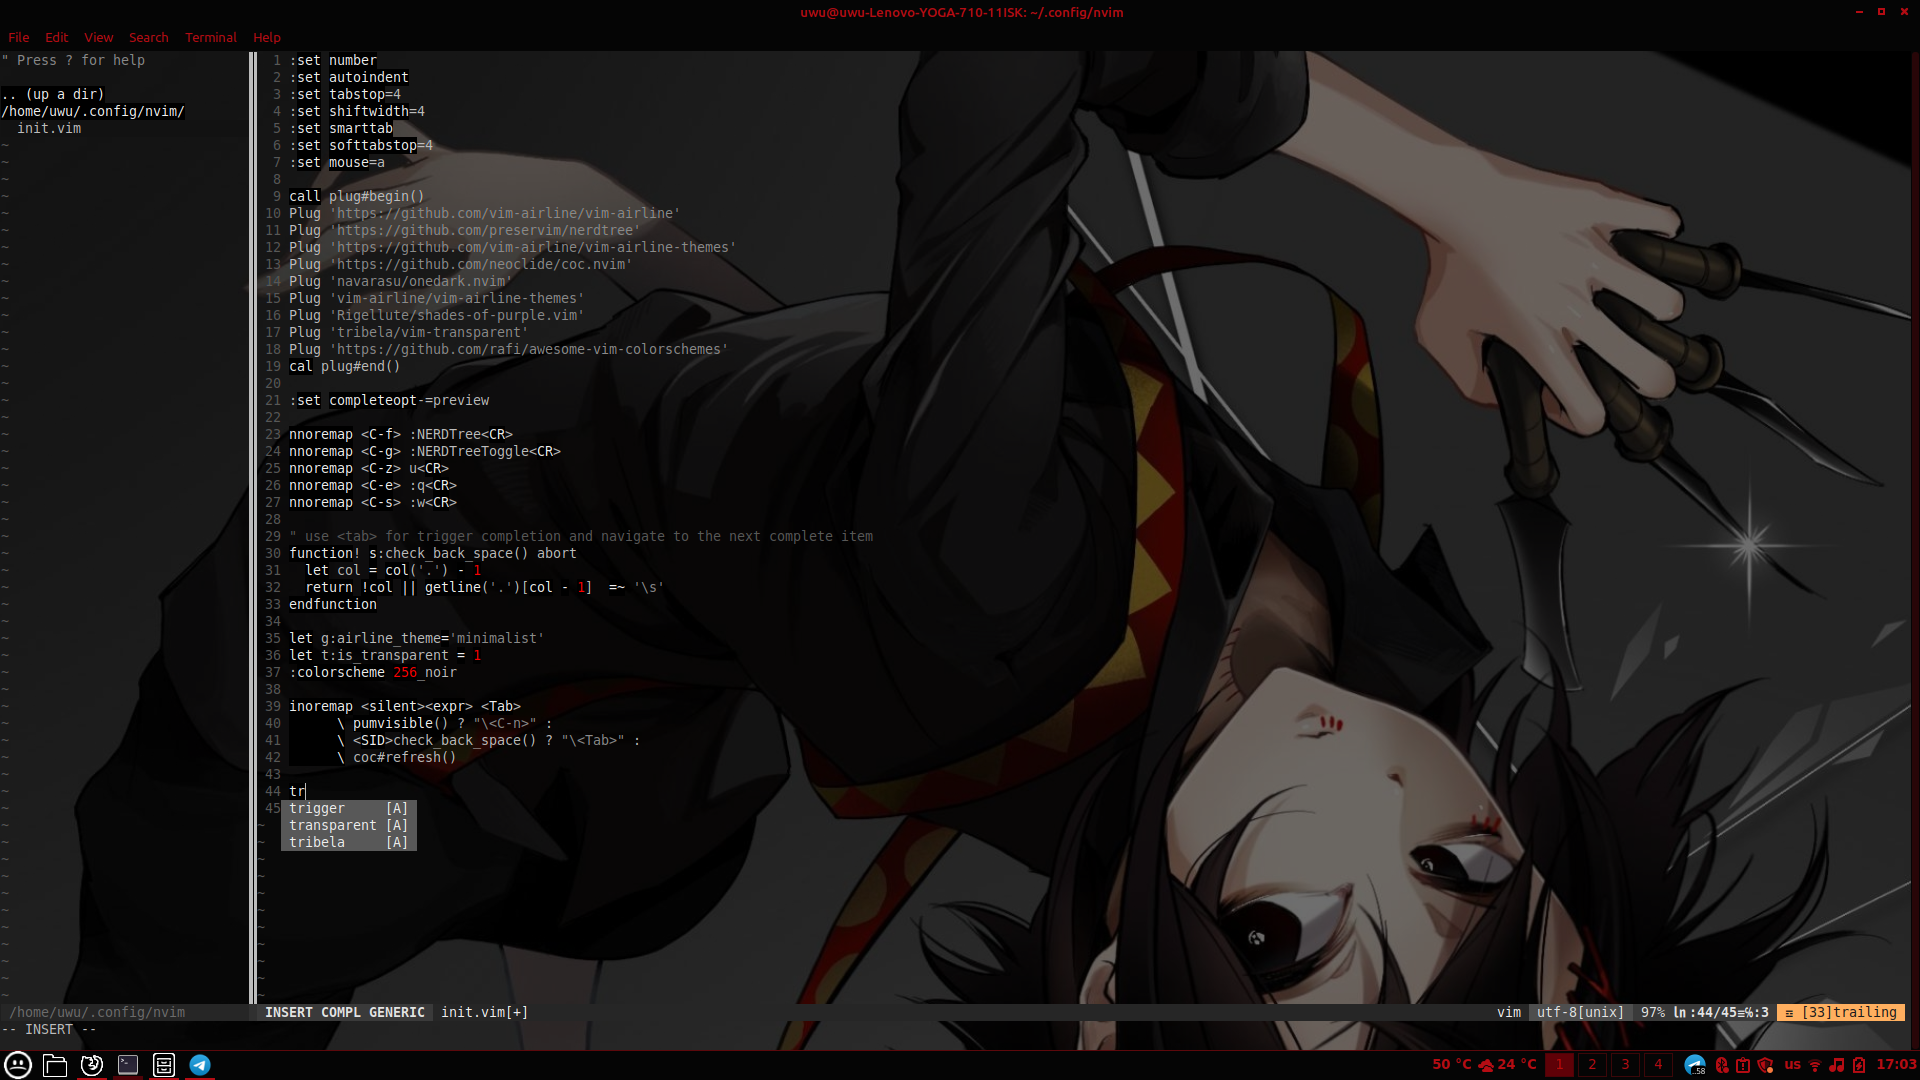 uwu@uwu-Lenovo-YOGA-710-11ISK: ~/.config/nvim
File Edit View Search Terminal Help
" Press ? for help
.. (up a dir)
/home/uwu/.config/nvim/
  init.vim
1 :set number
2 :set autoindent
3 :set tabstop=4
4 :set shiftwidth=4
5 :set smarttab
6 :set softtabstop=4
7 :set mouse=a
8
9 call plug#begin()
10 Plug 'https://github.com/vim-airline/vim-airline'
11 Plug 'https://github.com/preservim/nerdtree'
12 Plug 'https://github.com/vim-airline/vim-airline-themes'
13 Plug 'https://github.com/neoclide/coc.nvim'
14 Plug 'navarasu/onedark.nvim'
15 Plug 'vim-airline/vim-airline-themes'
16 Plug 'Rigellute/shades-of-purple.vim'
17 Plug 'tribela/vim-transparent'
18 Plug 'https://github.com/rafi/awesome-vim-colorschemes'
19 cal plug#end()
20
21 :set completeopt-=preview
22
23 nnoremap <C-f> :NERDTree<CR>
24 nnoremap <C-g> :NERDTreeToggle<CR>
25 nnoremap <C-z> u<CR>
26 nnoremap <C-e> :q<CR>
27 nnoremap <C-s> :w<CR>
28
29 " use <tab> for trigger completion and navigate to the next complete item
30 function! s:check_back_space() abort
31   let col = col('.') - 1
32   return !col || getline('.')[col - 1]  =~ '\s'
33 endfunction
34
35 let g:airline_theme='minimalist'
36 let t:is_transparent = 1
37 :colorscheme 256_noir
38
39 inoremap <silent><expr> <Tab>
40       \ pumvisible() ? "\<C-n>" :
41       \ <SID>check_back_space() ? "\<Tab>" :
42       \ coc#refresh()
43
44 tr
45 trigger     [A]
transparent [A]
tribela     [A]
/home/uwu/.config/nvim INSERT COMPL GENERIC init.vim[+] vim utf-8[unix] 97% ln:44/45≡℅:3 [33]trailing
-- INSERT --
50 °C 24 °C 1 2 3 4 58 us 17:03